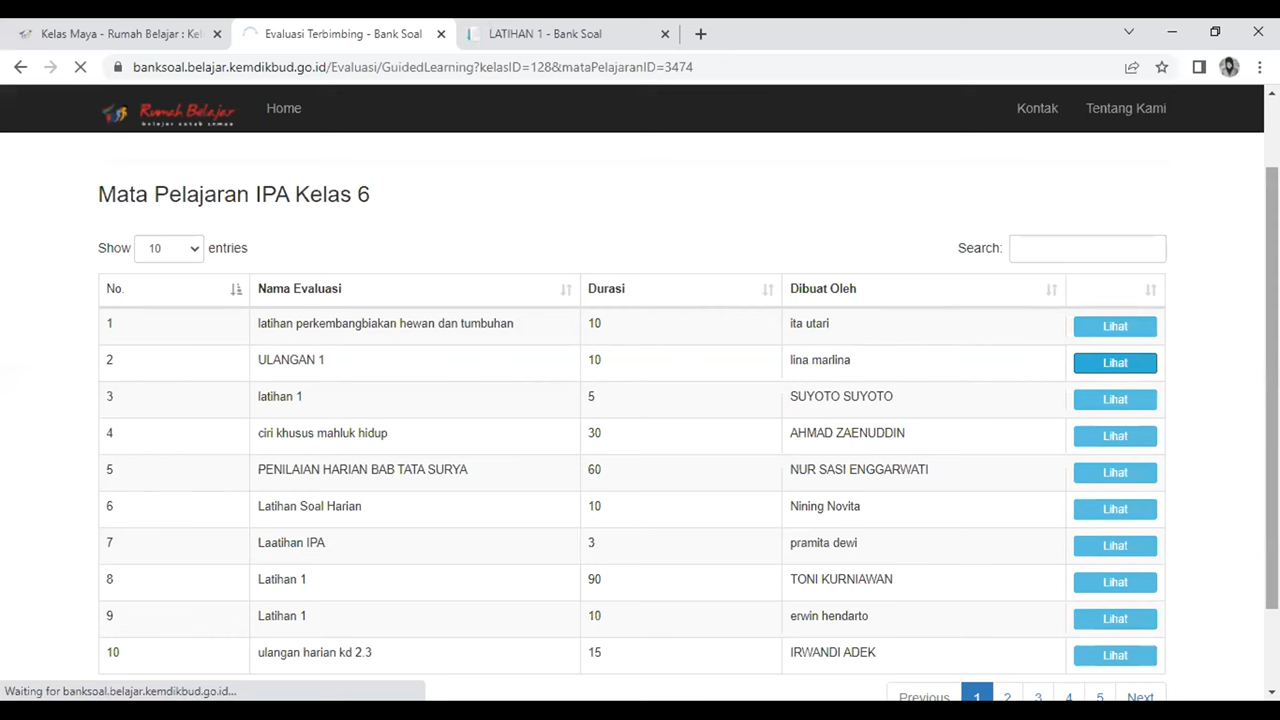 Kelas Maya - Rumah Belajar : Kel
Evaluasi Terbimbing - Bank Soal
LATIHAN 1 - Bank Soal
banksoal.belajar.kemdikbud.go.id/Evaluasi/GuidedLearning?kelasID=128&mataPelajaranID=3474
Rumah Belajar
belajar untuk semua
Home
Kontak
Tentang Kami
Mata Pelajaran IPA Kelas 6
Show 10 entries
Search:
No. Nama Evaluasi Durasi Dibuat Oleh
1 latihan perkembangbiakan hewan dan tumbuhan 10 ita utari Lihat
2 ULANGAN 1 10 lina marlina Lihat
3 latihan 1 5 SUYOTO SUYOTO Lihat
4 ciri khusus mahluk hidup 30 AHMAD ZAENUDDIN Lihat
5 PENILAIAN HARIAN BAB TATA SURYA 60 NUR SASI ENGGARWATI Lihat
6 Latihan Soal Harian 10 Nining Novita Lihat
7 Laatihan IPA 3 pramita dewi Lihat
8 Latihan 1 90 TONI KURNIAWAN Lihat
9 Latihan 1 10 erwin hendarto Lihat
10 ulangan harian kd 2.3 15 IRWANDI ADEK Lihat
Previous 1 2 3 4 5 Next
Waiting for banksoal.belajar.kemdikbud.go.id...